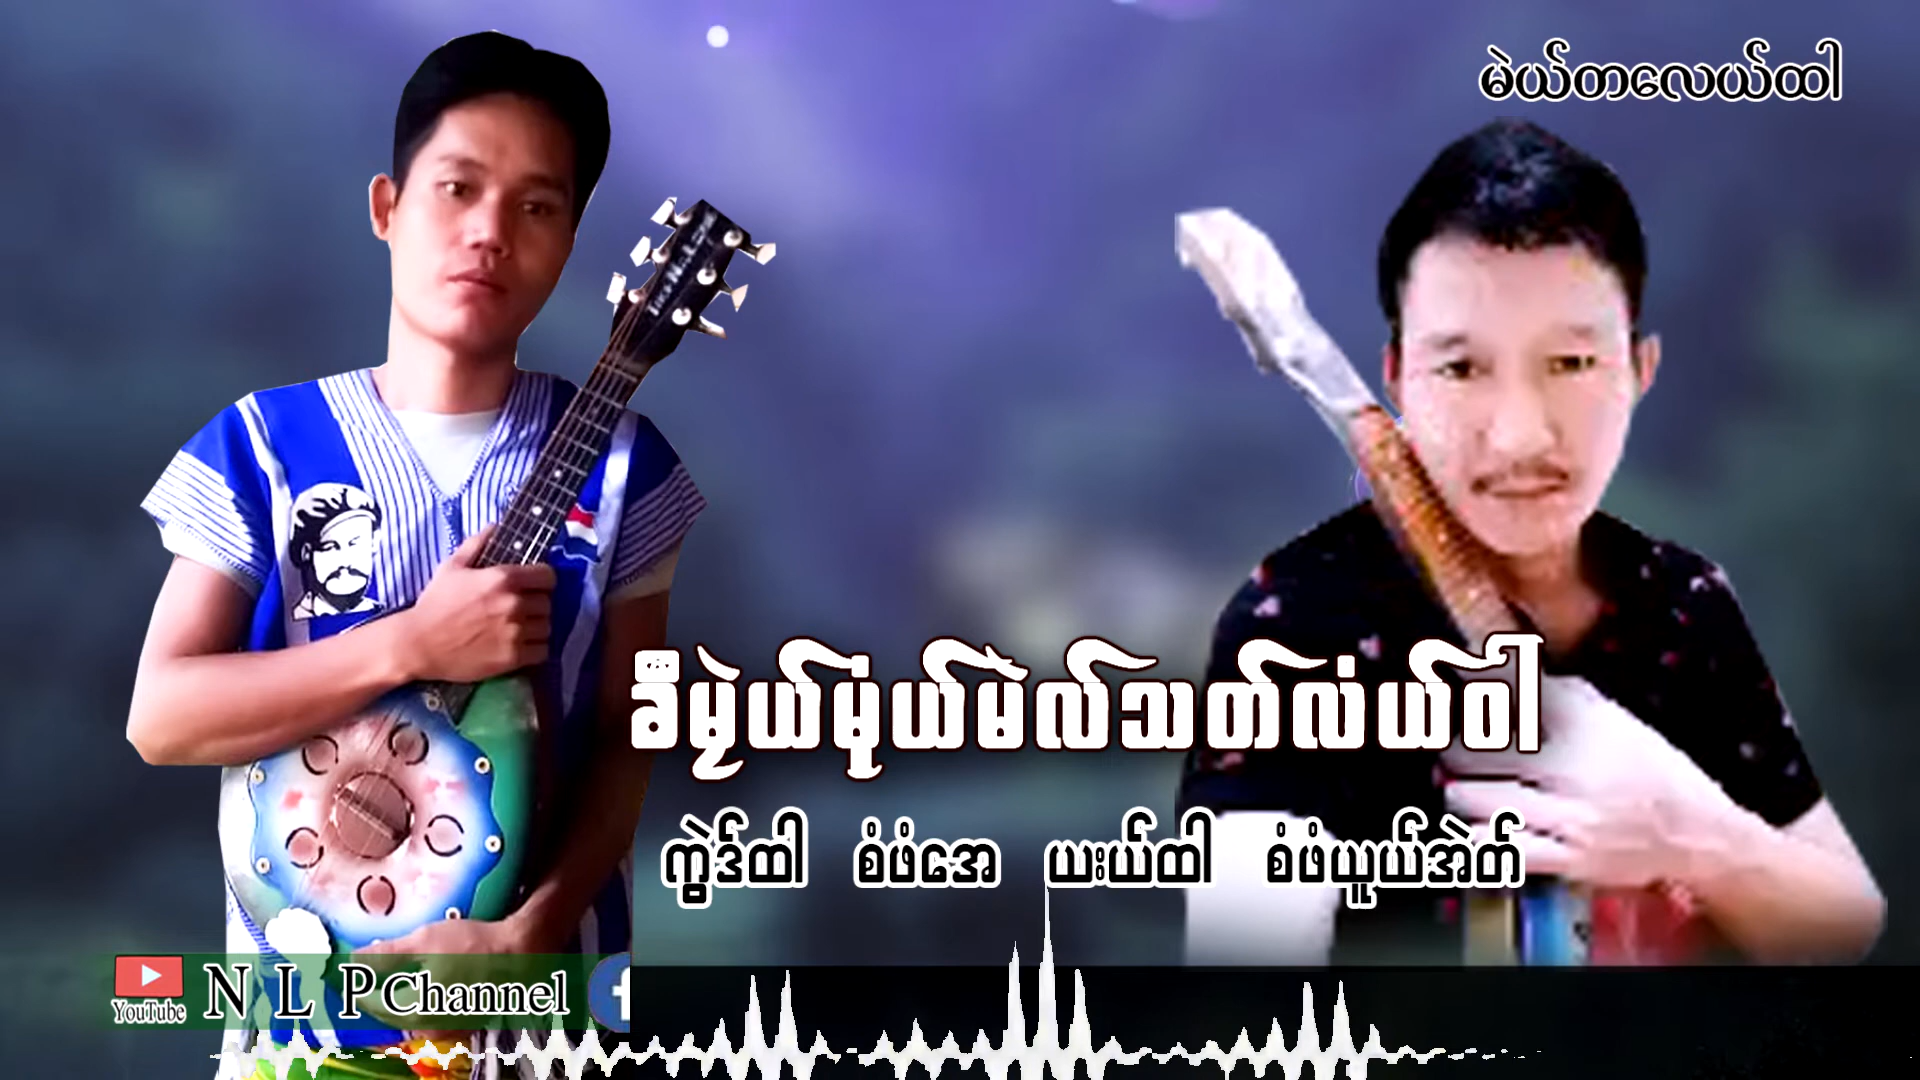 မဲယ်တလေယ်ထါ
ခီမှဲယ်မုံယ်မဲလ်သတ်လံယ်ဝါ
ကွဲဒ်ထါ စံဖံအေ ယးယ်ထါ စံဖံယူယ်အဲတ်
YouTube
N L P Channel